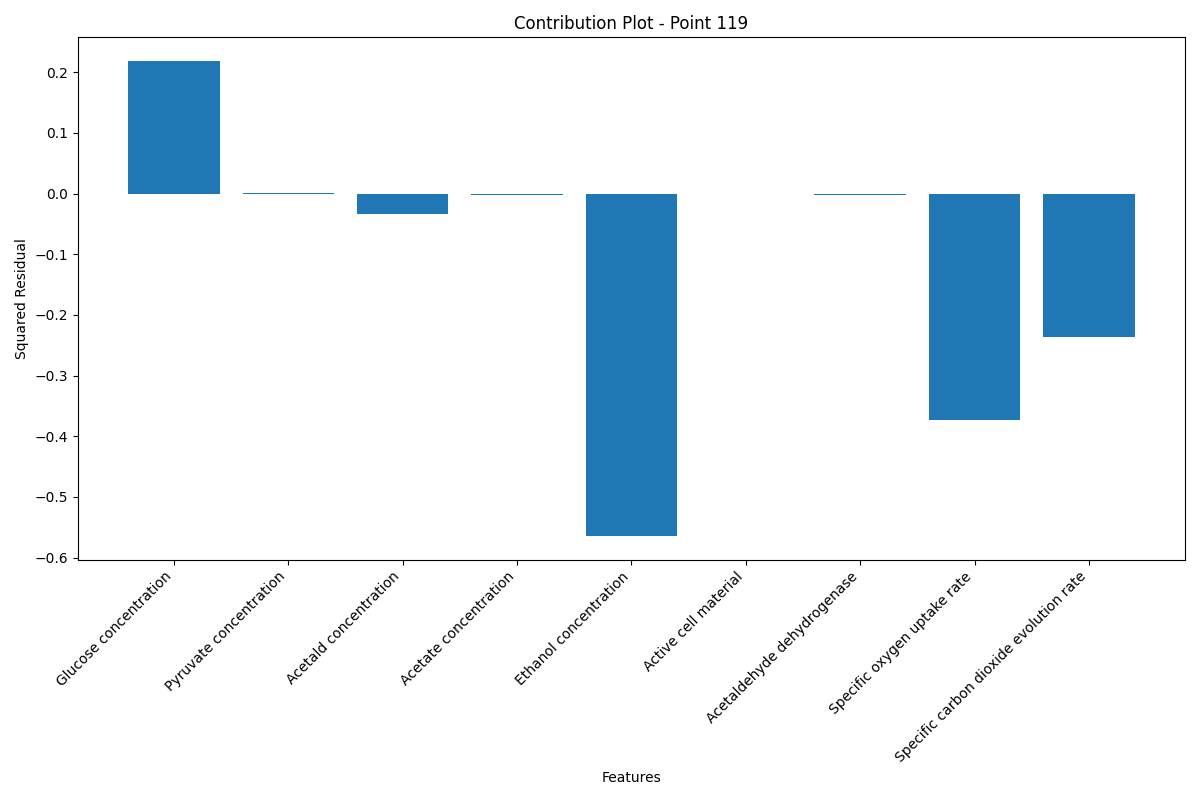 Contribution Plot - Point 119
Squared Residual
0.2
0.1
0.0
−0.1
−0.2
−0.3
−0.4
−0.5
−0.6
Glucose concentration
Pyruvate concentration
Acetald concentration
Acetate concentration
Ethanol concentration
Active cell material
Acetaldehyde dehydrogenase
Specific oxygen uptake rate
Specific carbon dioxide evolution rate
Features